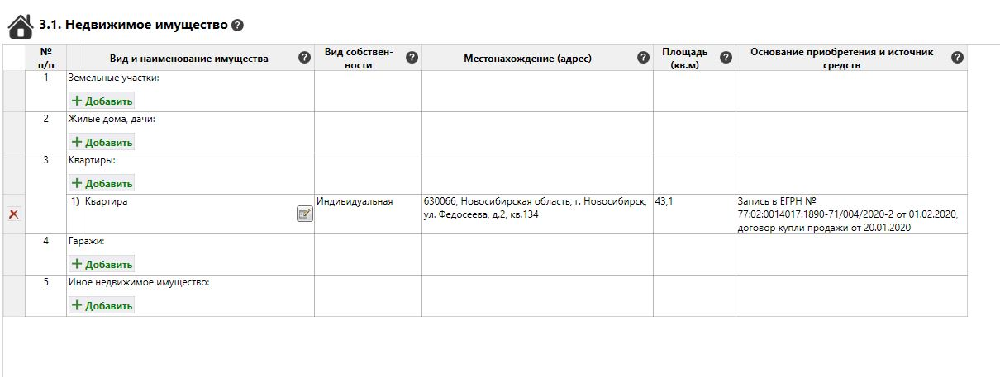 3.1. Недвижимое имущество ?
№
п/п
Вид и наименование имущества ?
Вид собствен-
ности ?
Местонахождение (адрес) ?
Площадь
(кв.м) ?
Основание приобретения и источник
средств ?
1 Земельные участки:
+ Добавить
2 Жилые дома, дачи:
+ Добавить
3 Квартиры:
+ Добавить
1) Квартира
Индивидуальная
630066, Новосибирская область, г. Новосибирск,
ул. Федосеева, д.2, кв.134
43,1
Запись в ЕГРН №
77:02:0014017:1890-71/004/2020-2 от 01.02.2020,
договор купли продажи от 20.01.2020
4 Гаражи:
+ Добавить
5 Иное недвижимое имущество:
+ Добавить